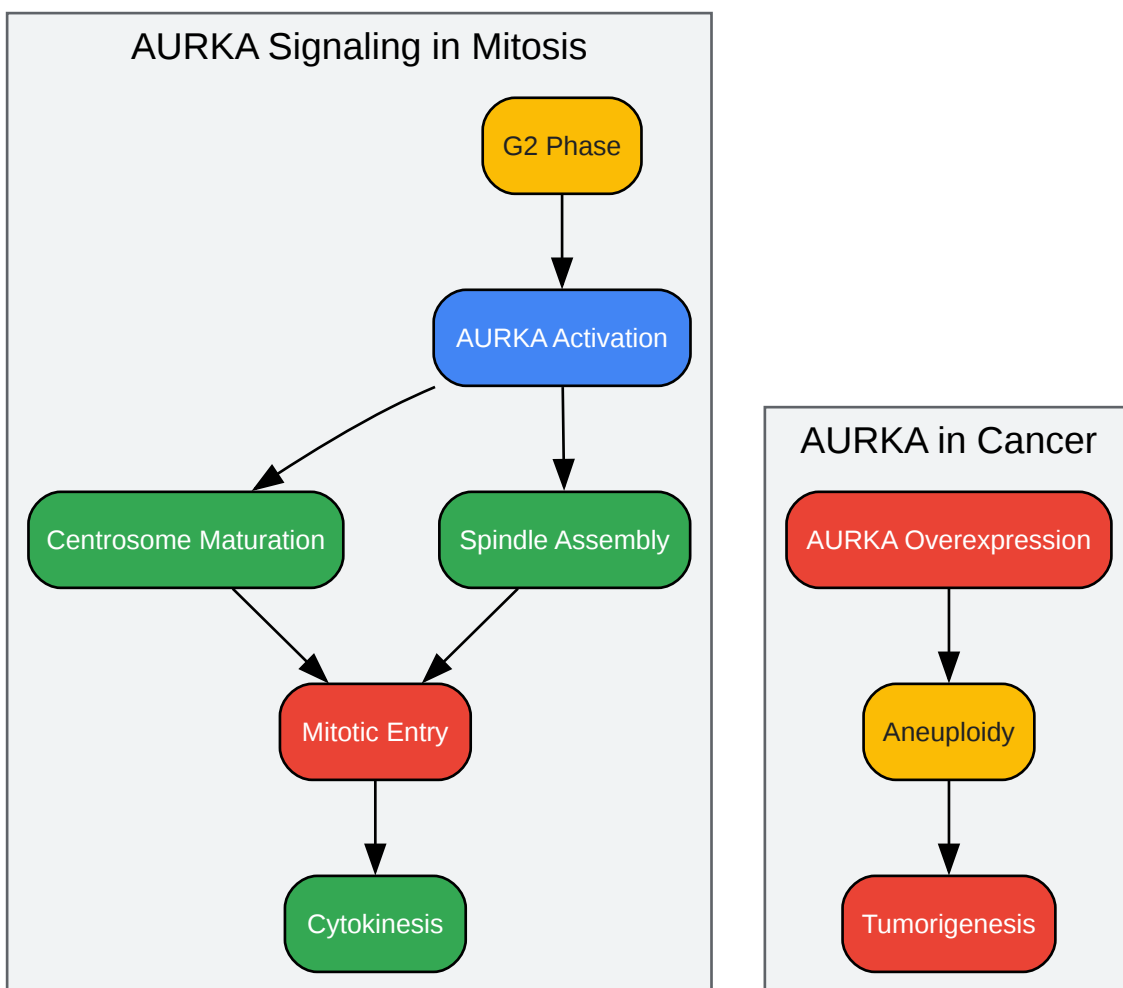 AURKA Signaling in Mitosis
G2 Phase
AURKA Activation
Centrosome Maturation
Spindle Assembly
Mitotic Entry
Cytokinesis
AURKA in Cancer
AURKA Overexpression
Aneuploidy
Tumorigenesis